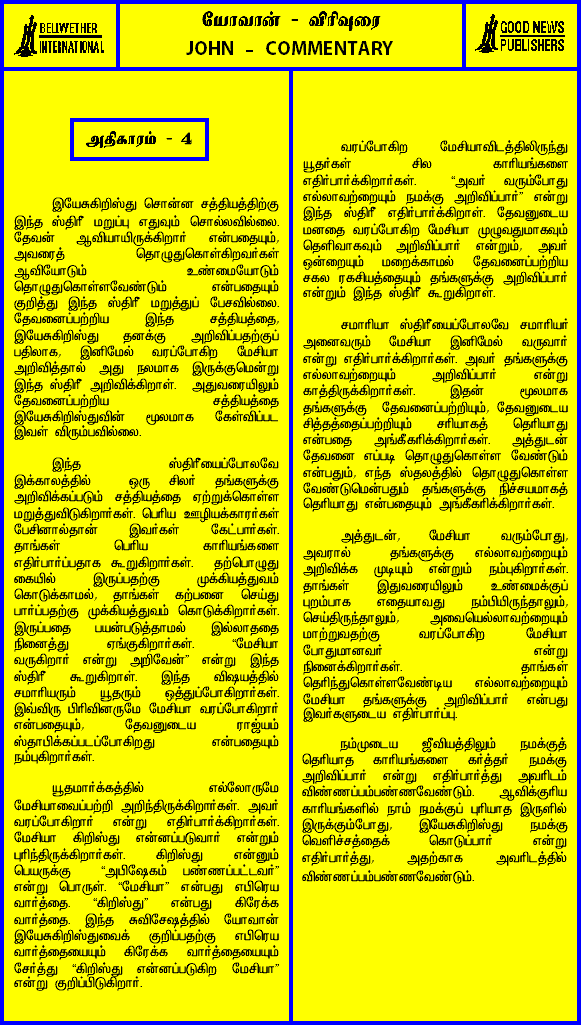 BELWETHER
INTERNATIONAL
யோவான் - விரிவுரை
JOHN - COMMENTARY
GOOD NEWS
PUBLISHERS
அதிகாரம் - 4
இயேசுகிறிஸ்து சொன்ன சத்தியத்திற்கு
இந்த ஸ்திரீ மறுப்பு எதுவும் சொல்லவில்லை.
தேவன் ஆவியாயிருக்கிறார் என்பதையும்,
அவரைத் தொழுதுகொள்கிறவர்கள்
ஆவியோடும் உண்மையோடும்
தொழுதுகொள்ளவேண்டும் என்பதையும்
குறித்து இந்த ஸ்திரீ மறுத்துப் பேசவில்லை.
தேவனைப்பற்றிய இந்த சத்தியத்தை,
இயேசுகிறிஸ்து தனக்கு அறிவிப்பதற்குப்
பதிலாக, இனிமேல் வரப்போகிற மேசியா
அறிவித்தால் அது நலமாக இருக்குமென்று
இந்த ஸ்திரீ அறிவிக்கிறாள். அதுவரையிலும்
தேவனைப்பற்றிய சத்தியத்தை
இயேசுகிறிஸ்துவின் மூலமாக கேள்விப்பட
இவள் விரும்பவில்லை.
இந்த ஸ்திரீயைப்போலவே
இக்காலத்தில் ஒரு சிலர் தங்களுக்கு
அறிவிக்கப்படும் சத்தியத்தை ஏற்றுக்கொள்ள
மறுத்துவிடுகிறார்கள். பெரிய ஊழியக்காரர்கள்
பேசினால்தான் இவர்கள் கேட்பார்கள்.
தாங்கள் பெரிய காரியங்களை
எதிர்பார்ப்பதாக கூறுகிறார்கள். தற்பொழுது
கையில் இருப்பதற்கு முக்கியத்துவம்
கொடுக்காமல், தாங்கள் கற்பனை செய்து
பார்ப்பதற்கு முக்கியத்துவம் கொடுக்கிறார்கள்.
இருப்பதை பயன்படுத்தாமல் இல்லாததை
நினைத்து ஏங்குகிறார்கள். “மேசியா
வருகிறார் என்று அறிவேன்” என்று இந்த
ஸ்திரீ கூறுகிறாள். இந்த விஷயத்தில்
சமாரியரும் யூதரும் ஒத்துப்போகிறார்கள்.
இவ்விரு பிரிவினருமே மேசியா வரப்போகிறார்
என்பதையும், தேவனுடைய ராஜ்யம்
ஸ்தாபிக்கப்படப்போகிறது என்பதையும்
நம்புகிறார்கள்.
யூதமார்க்கத்தில் எல்லோருமே
மேசியாவைப்பற்றி அறிந்திருக்கிறார்கள். அவர்
வரப்போகிறார் என்று எதிர்பார்க்கிறார்கள்.
மேசியா கிறிஸ்து என்னப்படுவார் என்றும்
புரிந்திருக்கிறார்கள். கிறிஸ்து என்னும்
பெயருக்கு “அபிஷேகம் பண்ணப்பட்டவர்”
என்று பொருள். “மேசியா” என்பது எபிரெய
வார்த்தை. “கிறிஸ்து” என்பது கிரேக்க
வார்த்தை. இந்த சுவிசேஷத்தில் யோவான்
இயேசுகிறிஸ்துவைக் குறிப்பதற்கு எபிரெய
வார்த்தையையும் கிரேக்க வார்த்தையையும்
சேர்த்து “கிறிஸ்து என்னப்படுகிற மேசியா”
என்று குறிப்பிடுகிறார்.
வரப்போகிற மேசியாவிடத்திலிருந்து
யூதர்கள் சில காரியங்களை
எதிர்பார்க்கிறார்கள். “அவர் வரும்போது
எல்லாவற்றையும் நமக்கு அறிவிப்பார்” என்று
இந்த ஸ்திரீ எதிர்பார்க்கிறாள். தேவனுடைய
மனதை வரப்போகிற மேசியா முழுவதுமாகவும்
தெளிவாகவும் அறிவிப்பார் என்றும், அவர்
ஒன்றையும் மறைக்காமல் தேவனைப்பற்றிய
சகல ரகசியத்தையும் தங்களுக்கு அறிவிப்பார்
என்றும் இந்த ஸ்திரீ கூறுகிறாள்.
சமாரியா ஸ்திரீயைப்போலவே சமாரியர்
அனைவரும் மேசியா இனிமேல் வருவார்
என்று எதிர்பார்க்கிறார்கள். அவர் தங்களுக்கு
எல்லாவற்றையும் அறிவிப்பார் என்று
காத்திருக்கிறார்கள். இதன் மூலமாக
தங்களுக்கு தேவனைப்பற்றியும், தேவனுடைய
சித்தத்தைப்பற்றியும் சரியாகத் தெரியாது
என்பதை அங்கீகரிக்கிறார்கள். அத்துடன்
தேவனை எப்படி தொழுதுகொள்ள வேண்டும்
என்பதும், எந்த ஸ்தலத்தில் தொழுதுகொள்ள
வேண்டுமென்பதும் தங்களுக்கு நிச்சயமாகத்
தெரியாது என்பதையும் அங்கீகரிக்கிறார்கள்.
அத்துடன், மேசியா வரும்போது,
அவரால் தங்களுக்கு எல்லாவற்றையும்
அறிவிக்க முடியும் என்றும் நம்புகிறார்கள்.
தாங்கள் இதுவரையிலும் உண்மைக்குப்
புறம்பாக எதையாவது நம்பியிருந்தாலும்,
செய்திருந்தாலும், அவையெல்லாவற்றையும்
மாற்றுவதற்கு வரப்போகிற மேசியா
போதுமானவர் என்று
நினைக்கிறார்கள். தாங்கள்
தெரிந்துகொள்ளவேண்டிய எல்லாவற்றையும்
மேசியா தங்களுக்கு அறிவிப்பார் என்பது
இவர்களுடைய எதிர்பார்ப்பு.
நம்முடைய ஜீவியத்திலும் நமக்குத்
தெரியாத காரியங்களை கர்த்தர் நமக்கு
அறிவிப்பார் என்று எதிர்பார்த்து அவரிடம்
விண்ணப்பம்பண்ணவேண்டும். ஆவிக்குரிய
காரியங்களில் நாம் நமக்குப் புரியாத இருளில்
இருக்கும்போது, இயேசுகிறிஸ்து நமக்கு
வெளிச்சத்தைக் கொடுப்பார் என்று
எதிர்பார்த்து, அதற்காக அவரிடத்தில்
விண்ணப்பம்பண்ணவேண்டும்.